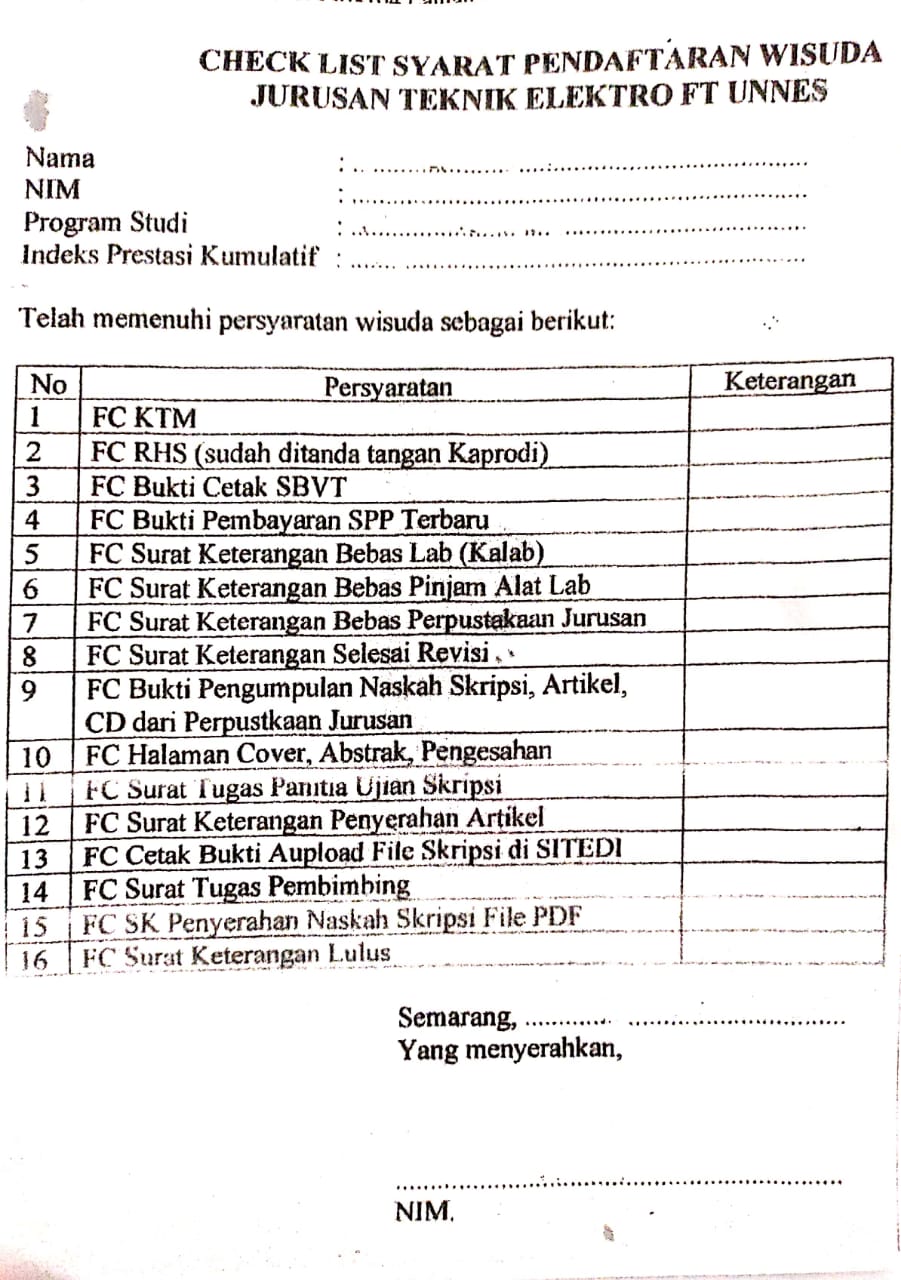 CHECK LIST SYARAT PENDAFTARAN WISUDA
JURUSAN TEKNIK ELEKTRO FT UNNES
Nama :
NIM :
Program Studi :
Indeks Prestasi Kumulatif :
Telah memenuhi persyaratan wisuda sebagai berikut:
No Persyaratan Keterangan
1 FC KTM
2 FC RHS (sudah ditanda tangan Kaprodi)
3 FC Bukti Cetak SBVT
4 FC Bukti Pembayaran SPP Terbaru
5 FC Surat Keterangan Bebas Lab (Kalab)
6 FC Surat Keterangan Bebas Pinjam Alat Lab
7 FC Surat Keterangan Bebas Perpustakaan Jurusan
8 FC Surat Keterangan Selesai Revisi
9 FC Bukti Pengumpulan Naskah Skripsi, Artikel,
CD dari Perpustkaan Jurusan
10 FC Halaman Cover, Abstrak, Pengesahan
11 FC Surat Tugas Panitia Ujian Skripsi
12 FC Surat Keterangan Penyerahan Artikel
13 FC Cetak Bukti Aupload File Skripsi di SITEDI
14 FC Surat Tugas Pembimbing
15 FC SK Penyerahan Naskah Skripsi File PDF
16 FC Surat Keterangan Lulus
Semarang, ....................
Yang menyerahkan,
NIM.